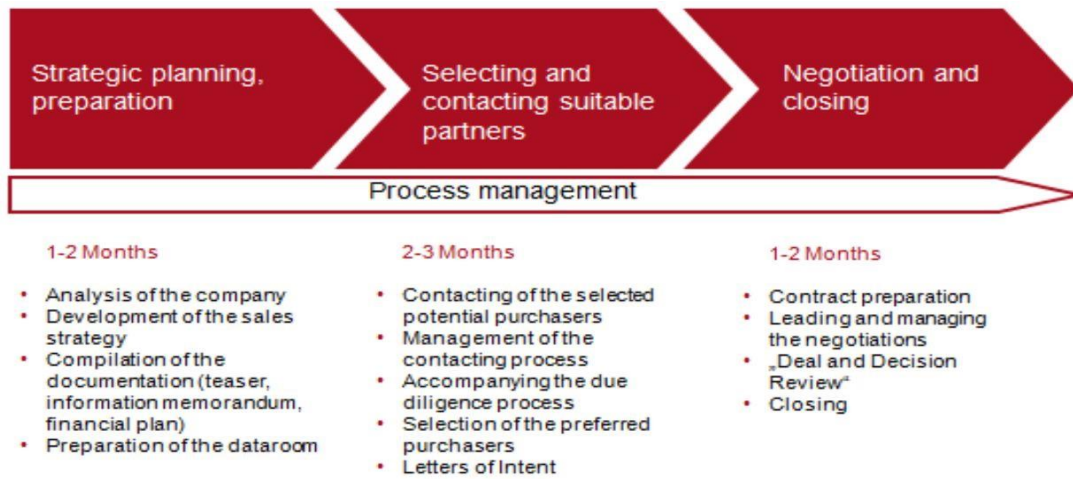 Strategic planning,
preparation
Selecting and
contacting suitable
partners
Negotiation and
closing
Process management
1-2 Months
• Analysis of the company
• Development of the sales
strategy
• Compilation of the
documentation (teaser,
information memorandum,
financial plan)
• Preparation of the dataroom
2-3 Months
• Contacting of the selected
potential purchasers
• Management of the
contacting process
• Accompanying the due
diligence process
• Selection of the preferred
purchasers
• Letters of Intent
1-2 Months
• Contract preparation
• Leading and managing
the negotiations
• „Deal and Decision
Review“
• Closing